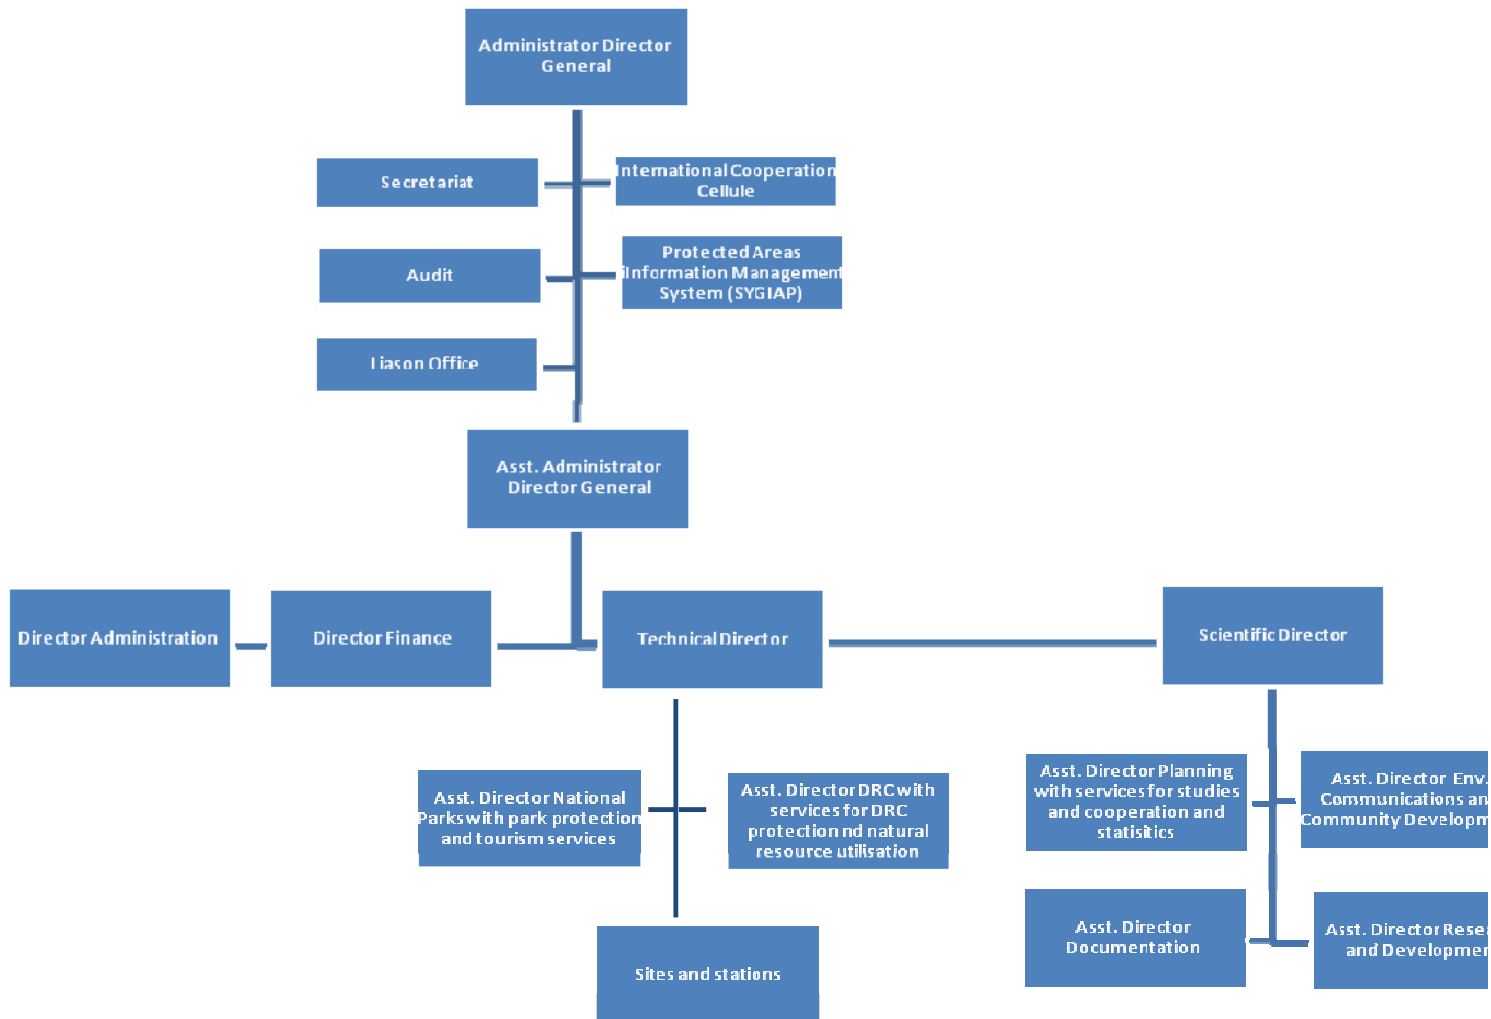 Administrator Director
General
Secretariat
International Cooperation
Cellule
Audit
Protected Areas
iInformation Management
System (SYGIAP)
Liason Office
Asst. Administrator
Director General
Director Administration
Director Finance
Technical Director
Scientific Director
Asst. Director National
Parks with park protection
and tourism services
Asst. Director DRC with
services for DRC
protection nd natural
resource utilisation
Asst. Director Planning
with services for studies
and cooperation and
statisitics
Asst. Director Env.
Communications an
Community Developm
Asst. Director
Documentation
Asst. Director Resea
and Developmen
Sites and stations